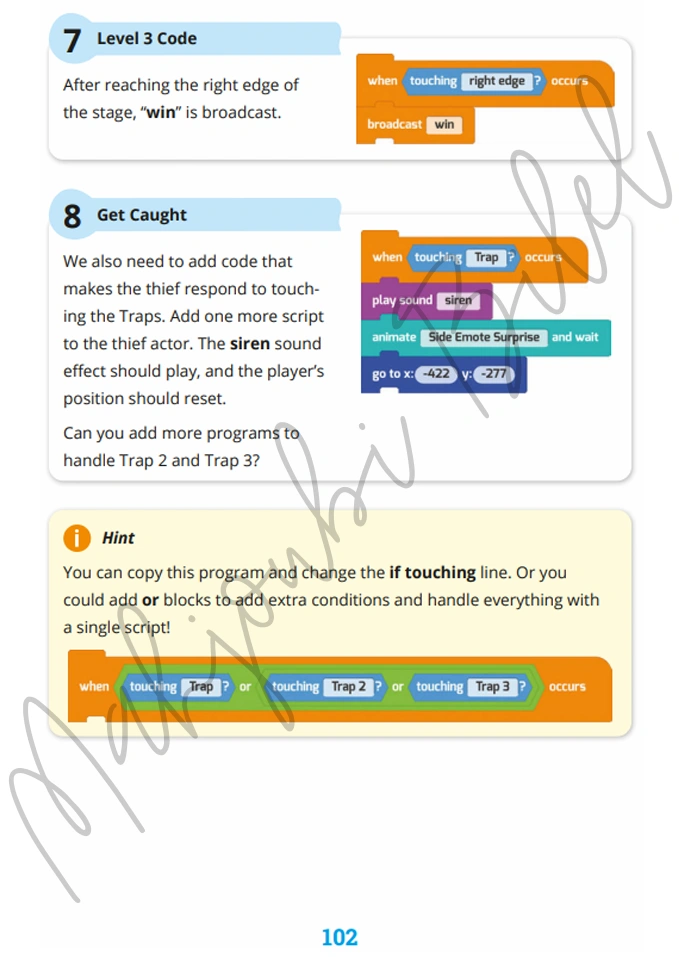 7 Level 3 Code
After reaching the right edge of
the stage, “win” is broadcast.
when touching right edge ? occurs
broadcast win
8 Get Caught
We also need to add code that
makes the thief respond to touch-
ing the Traps. Add one more script
to the thief actor. The siren sound
effect should play, and the player’s
position should reset.
Can you add more programs to
handle Trap 2 and Trap 3?
when touching Trap ? occurs
play sound siren
animate Side Emote Surprise and wait
go to x: -422 y: -277
i Hint
You can copy this program and change the if touching line. Or you
could add or blocks to add extra conditions and handle everything with
a single script!
when touching Trap ? or touching Trap 2 ? or touching Trap 3 ? occurs
Mahjoubi Bilel
102